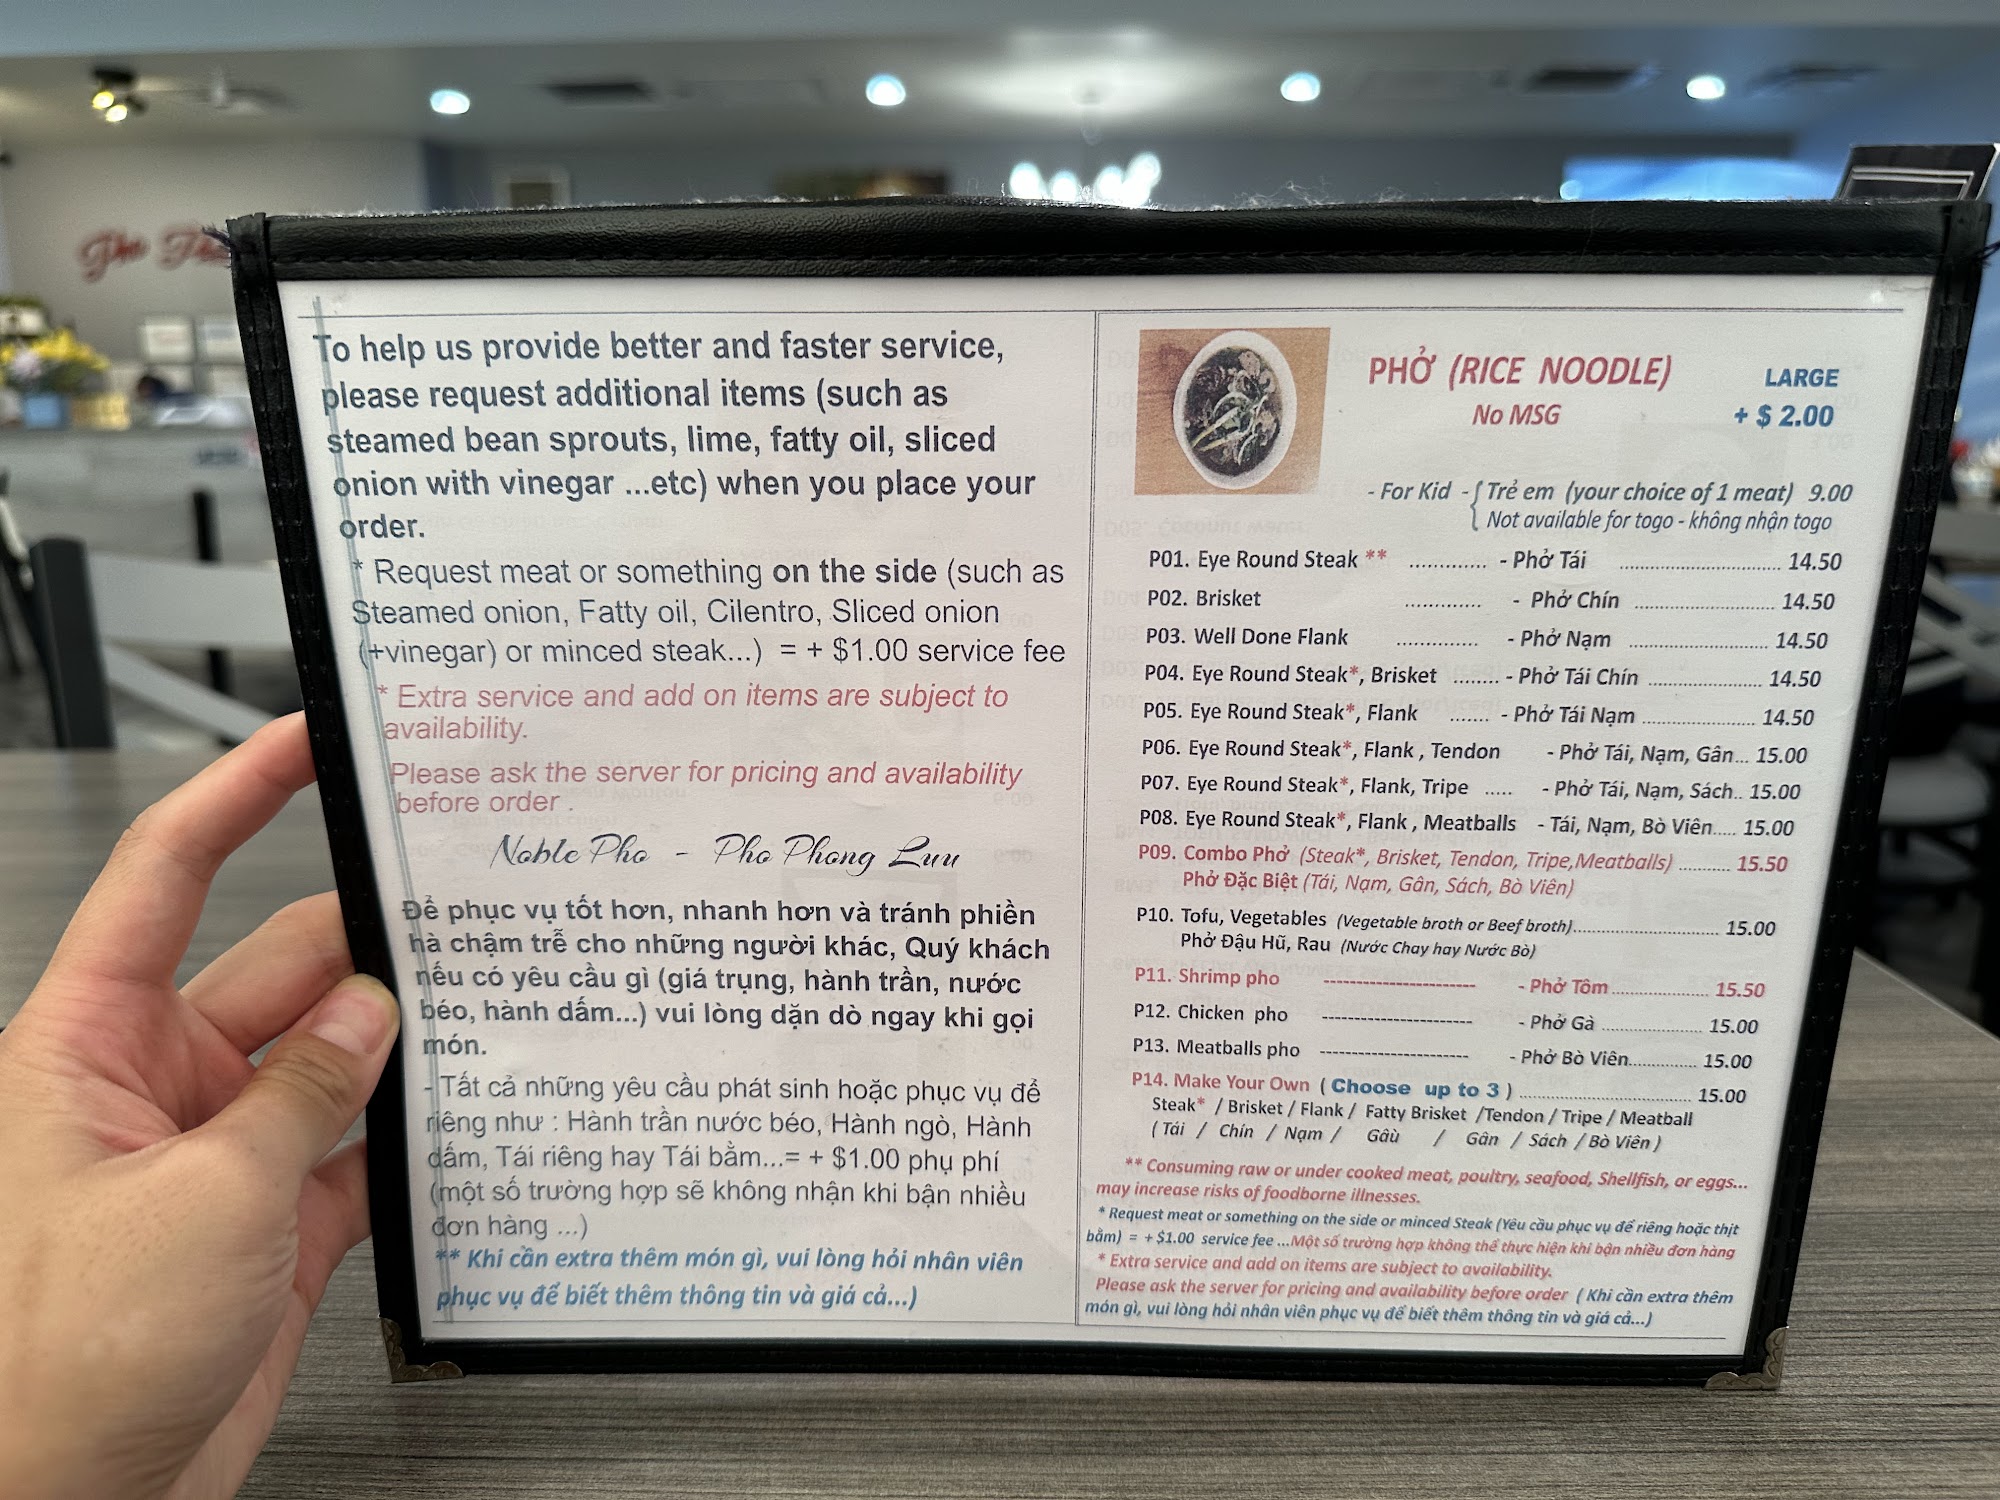 Pho
To help us provide better and faster service,
please request additional items (such as
steamed bean sprouts, lime, fatty oil, sliced
onion with vinegar ...etc) when you place your
order.
* Request meat or something on the side (such as
Steamed onion, Fatty oil, Cilentro, Sliced onion
(+vinegar) or minced steak...) = + $1.00 service fee
* Extra service and add on items are subject to
availability.
Please ask the server for pricing and availability
before order .
Noble Pho - Pho Phong Luu
Để phục vụ tốt hơn, nhanh hơn và tránh phiền
hà chậm trễ cho những người khác, Quý khách
nếu có yêu cầu gì (giá trụng, hành trần, nước
béo, hành dấm...) vui lòng dặn dò ngay khi gọi
món.
- Tất cả những yêu cầu phát sinh hoặc phục vụ để
riêng như : Hành trần nước béo, Hành ngò, Hành
dấm, Tái riêng hay Tái bằm...= + $1.00 phụ phí
(một số trường hợp sẽ không nhận khi bận nhiều
đơn hàng ...)
** Khi cần extra thêm món gì, vui lòng hỏi nhân viên
phục vụ để biết thêm thông tin và giá cả...)
PHỞ (RICE NOODLE)
No MSG
LARGE
+ $ 2.00
- For Kid - { Trẻ em (your choice of 1 meat) 9.00
Not available for togo - không nhận togo
P01. Eye Round Steak ** ............. - Phở Tái ............................. 14.50
P02. Brisket ............. - Phở Chín ......................... 14.50
P03. Well Done Flank .............. - Phở Nạm ......................... 14.50
P04. Eye Round Steak*, Brisket ........ - Phở Tái Chín .................... 14.50
P05. Eye Round Steak*, Flank ....... - Phở Tái Nạm .................... 14.50
P06. Eye Round Steak*, Flank , Tendon - Phở Tái, Nạm, Gân... 15.00
P07. Eye Round Steak*, Flank, Tripe ..... - Phở Tái, Nạm, Sách.. 15.00
P08. Eye Round Steak*, Flank , Meatballs - Tái, Nạm, Bò Viên..... 15.00
P09. Combo Phở (Steak*, Brisket, Tendon, Tripe,Meatballs) ........... 15.50
Phở Đặc Biệt (Tái, Nạm, Gân, Sách, Bò Viên)
P10. Tofu, Vegetables (Vegetable broth or Beef broth)............................. 15.00
Phở Đậu Hũ, Rau (Nước Chay hay Nước Bò)
P11. Shrimp pho ------------------------ - Phở Tôm .................... 15.50
P12. Chicken pho ------------------------ - Phở Gà ..................... 15.00
P13. Meatballs pho ------------------------ - Phở Bò Viên............... 15.00
P14. Make Your Own ( Choose up to 3 ) ................................... 15.00
Steak* / Brisket / Flank / Fatty Brisket /Tendon / Tripe / Meatball
( Tái / Chín / Nạm / Gâù / Gân / Sách / Bò Viên )
** Consuming raw or under cooked meat, poultry, seafood, Shellfish, or eggs...
may increase risks of foodborne illnesses.
* Request meat or something on the side or minced Steak (Yêu cầu phục vụ để riêng hoặc thịt
bằm) = + $1.00 service fee ...Một số trường hợp không thể thực hiện khi bận nhiều đơn hàng
* Extra service and add on items are subject to availability.
Please ask the server for pricing and availability before order ( Khi cần extra thêm
món gì, vui lòng hỏi nhân viên phục vụ để biết thêm thông tin và giá cả...)